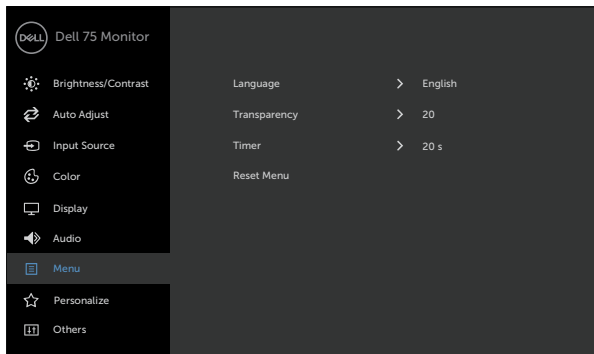 DELL Dell 75 Monitor
Brightness/Contrast
Auto Adjust
Input Source
Color
Display
Audio
Menu
Personalize
Others
Language > English
Transparency > 20
Timer > 20 s
Reset Menu